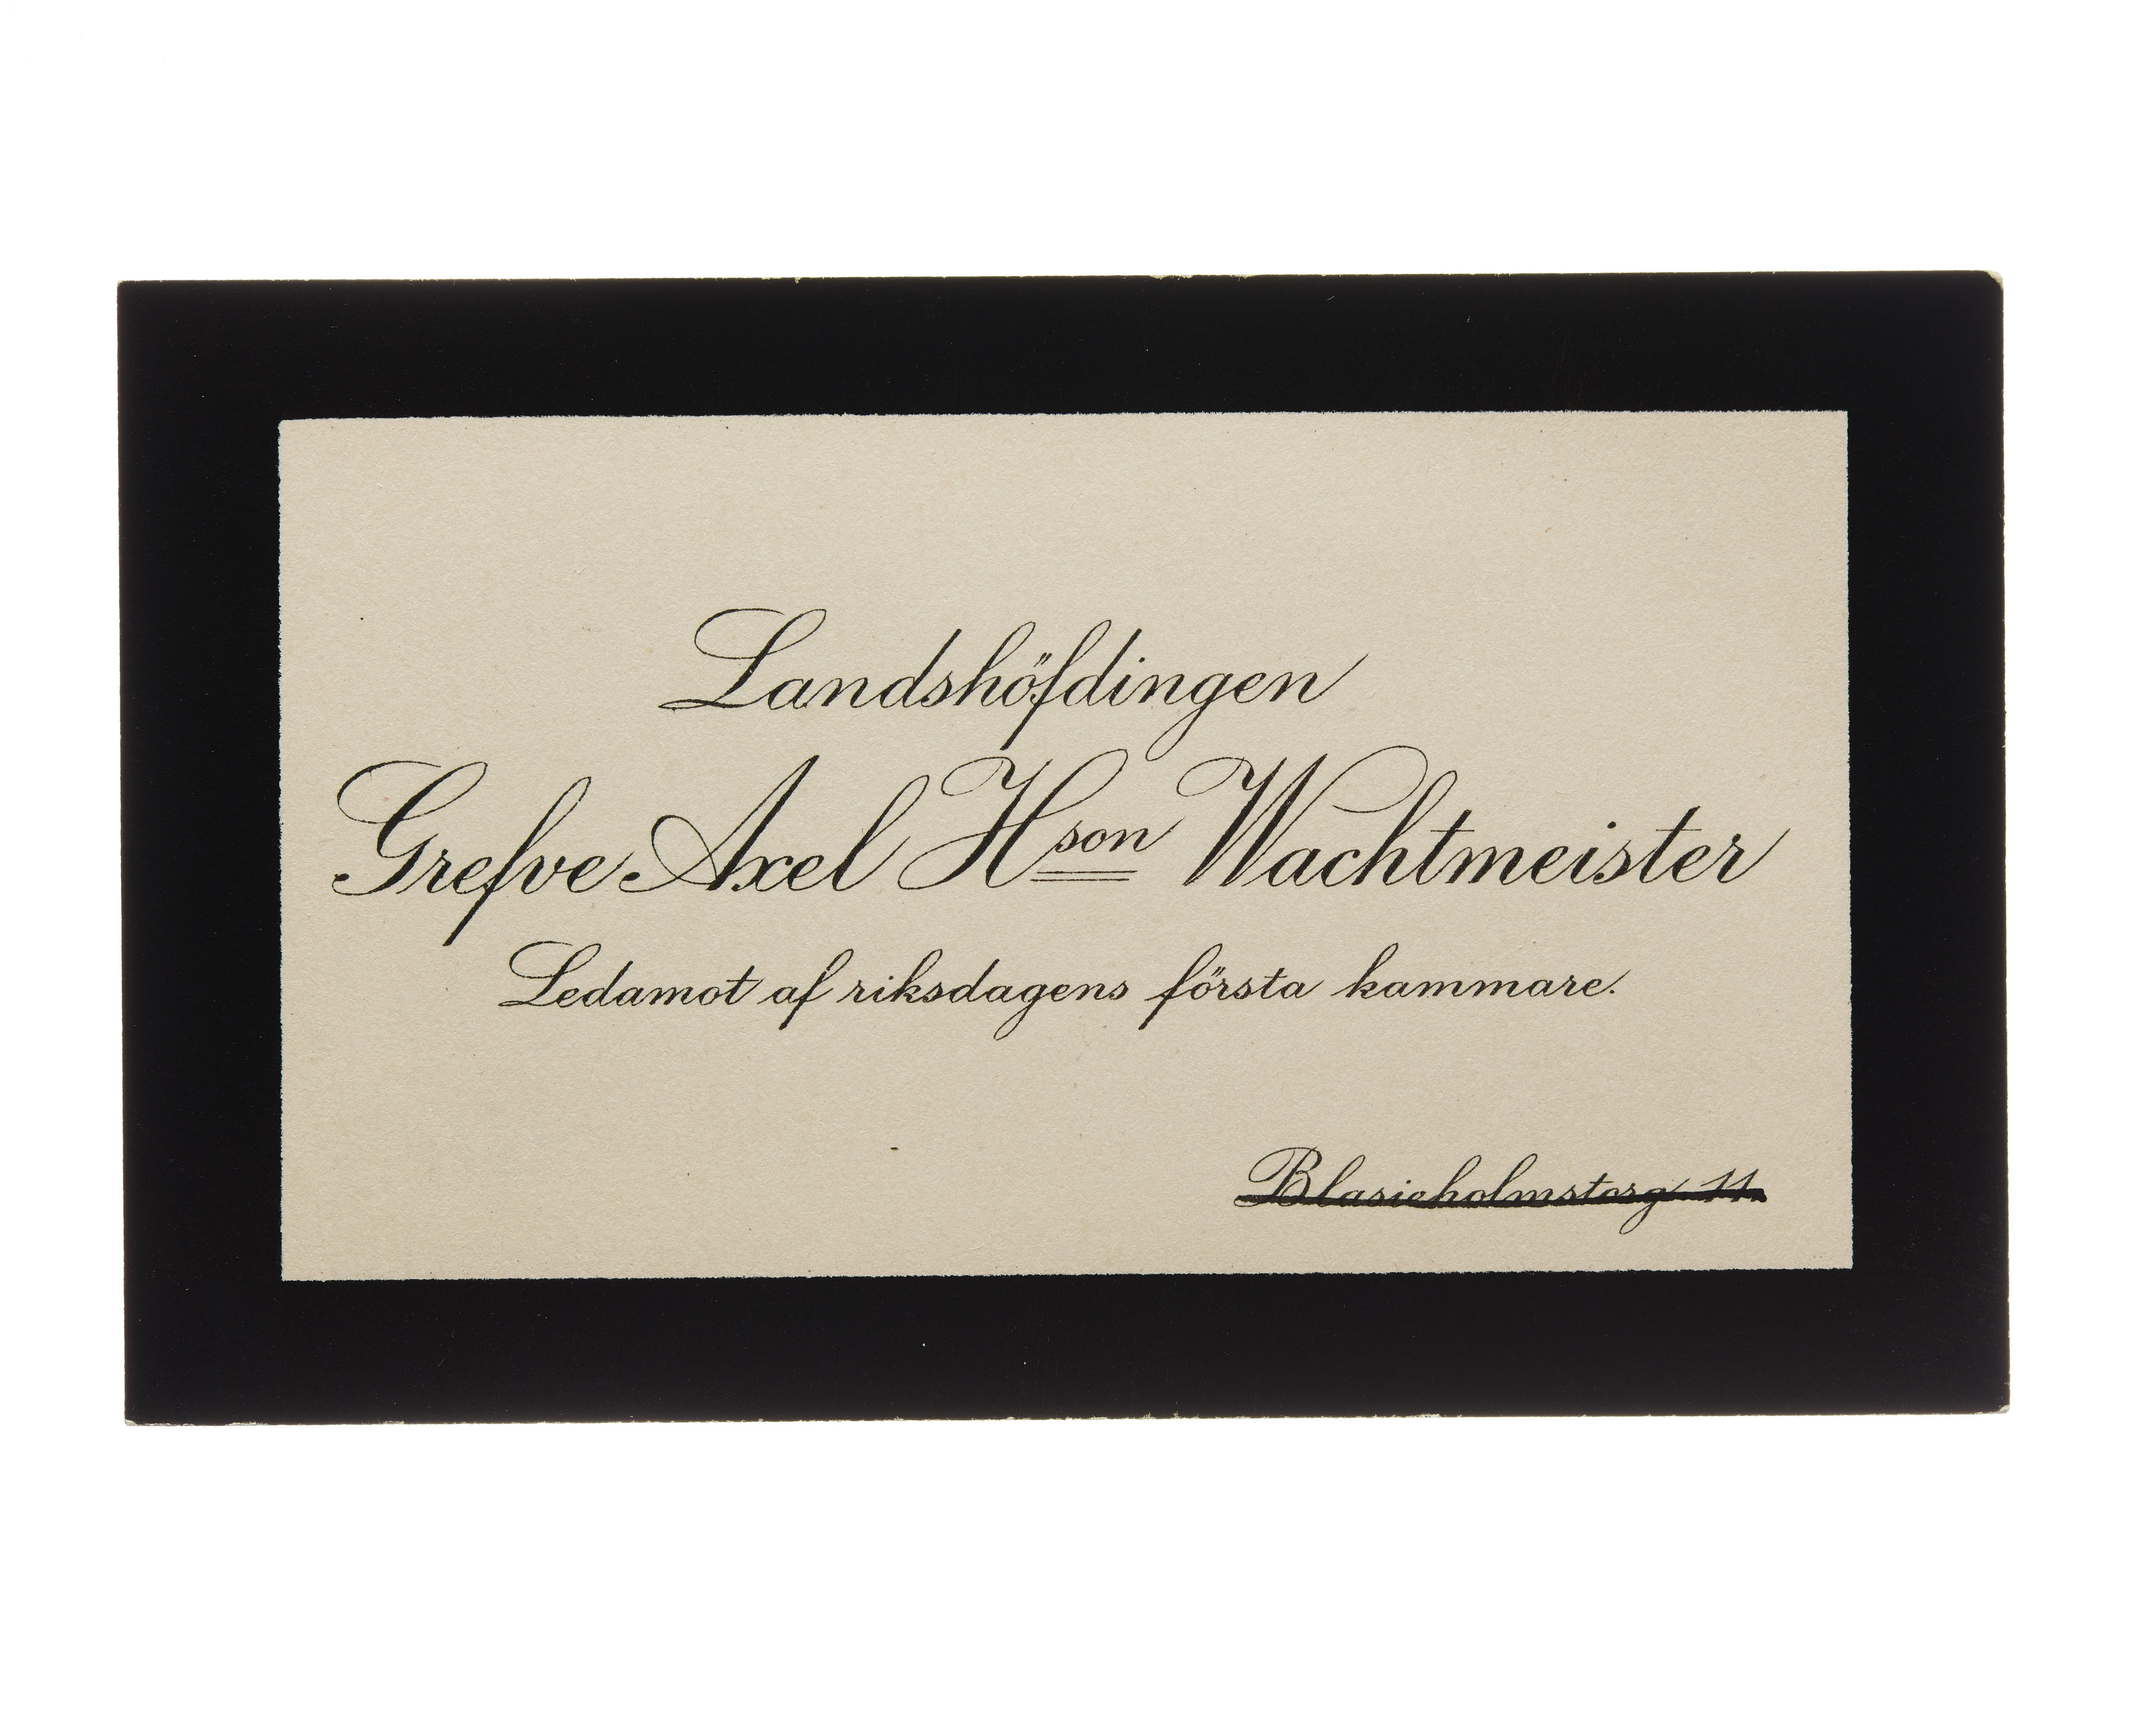 Landshöfdingen
Grefve Axel Hson Wachtmeister
Ledamot af riksdagens första kammare.
Blasieholmstorg 11.